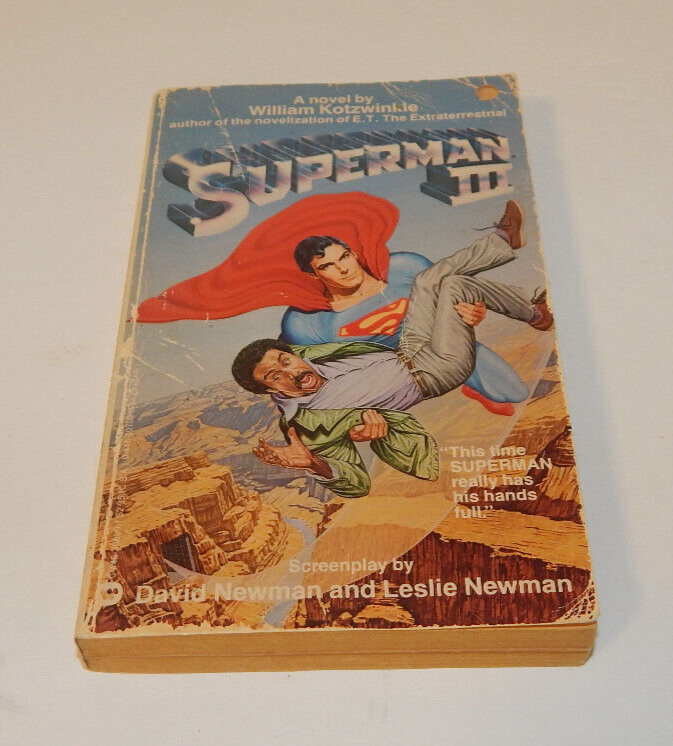 A novel by
William Kotzwinkle
author of the novelization of E.T. The Extraterrestrial
SUPERMAN
III
"This time
SUPERMAN
really has
his hands
full."
Screenplay by
David Newman and Leslie Newman